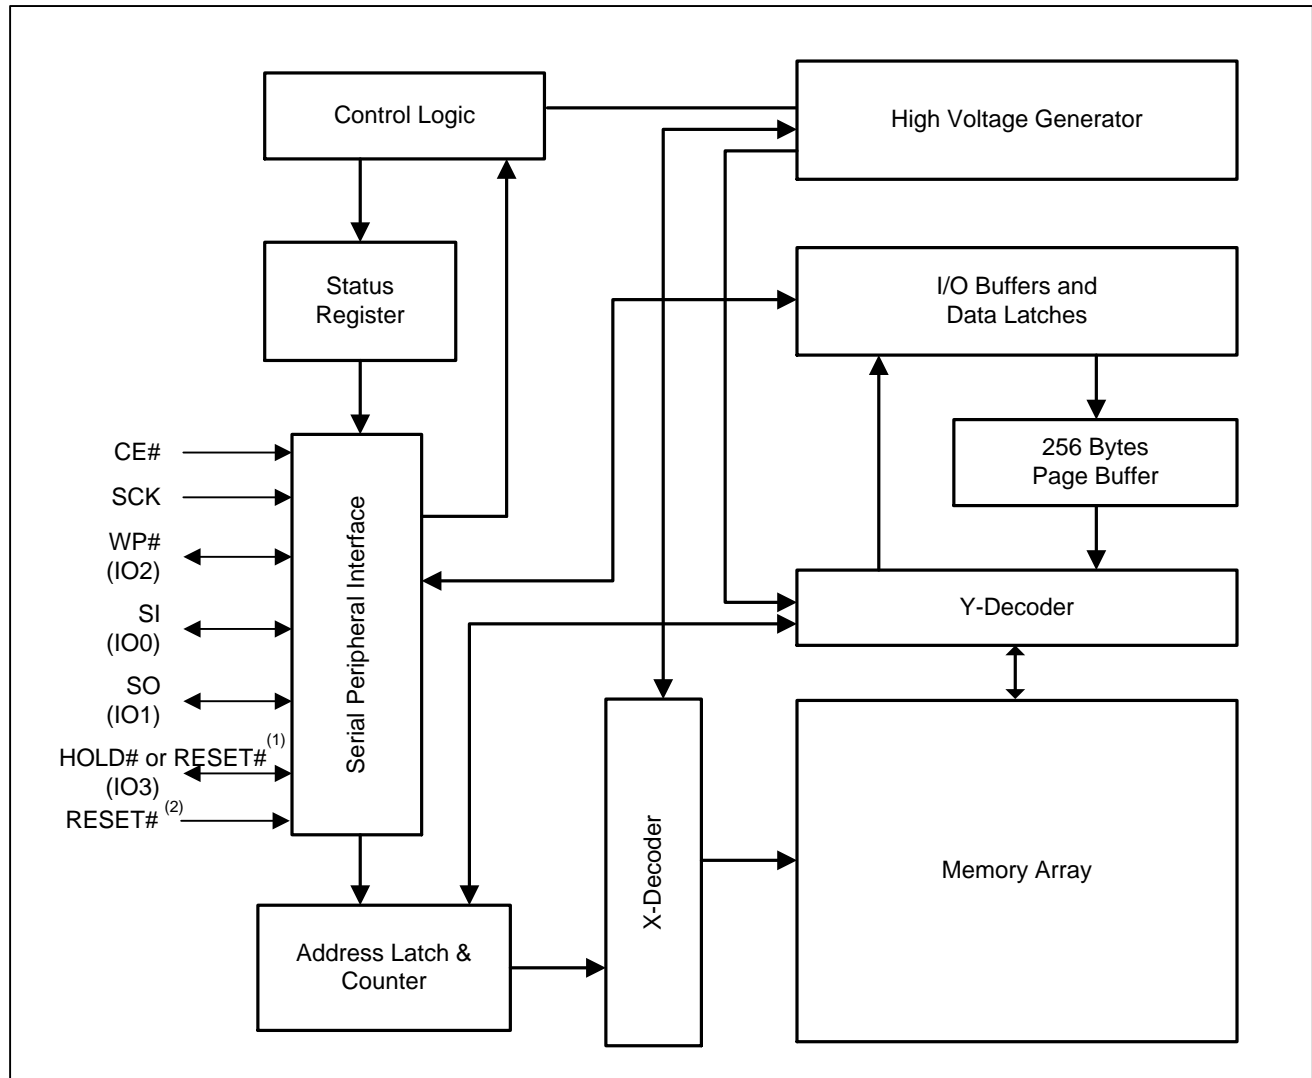 Control Logic
High Voltage Generator
Status
Register
I/O Buffers and
Data Latches
256 Bytes
Page Buffer
Y-Decoder
CE#
SCK
WP#
(IO2)
SI
(IO0)
SO
(IO1)
HOLD# or RESET# (1)
(IO3)
RESET# (2)
Serial Peripheral Interface
X-Decoder
Memory Array
Address Latch &
Counter